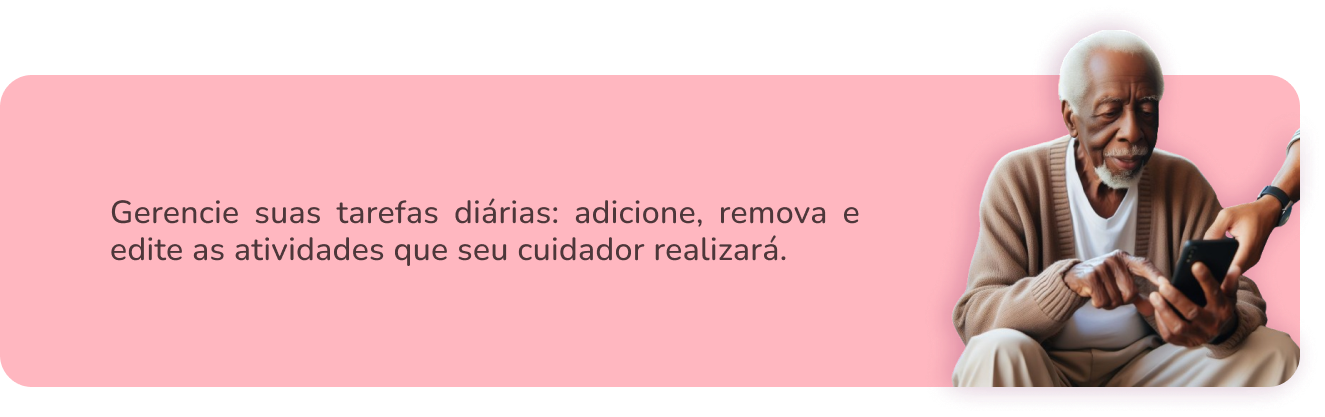 Gerencie suas tarefas diárias: adicione, remova e
edite as atividades que seu cuidador realizará.